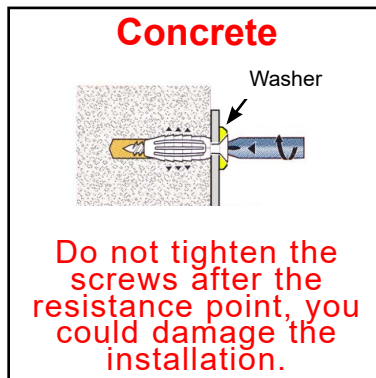 Concrete
Washer
Do not tighten the
screws after the
resistance point, you
could damage the
installation.